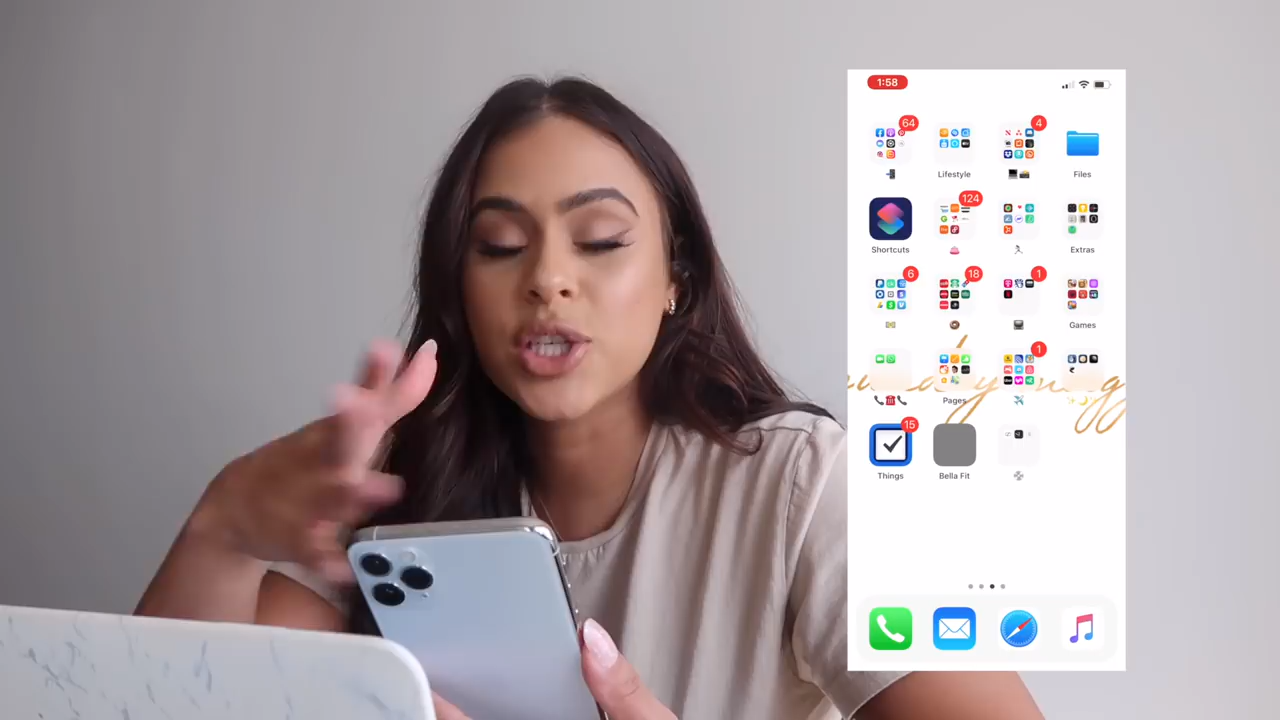 1:58
64
4
Lifestyle
Files
124
Shortcuts
Extras
6
18
1
Games
1
Pages
15
Things
Bella Fit